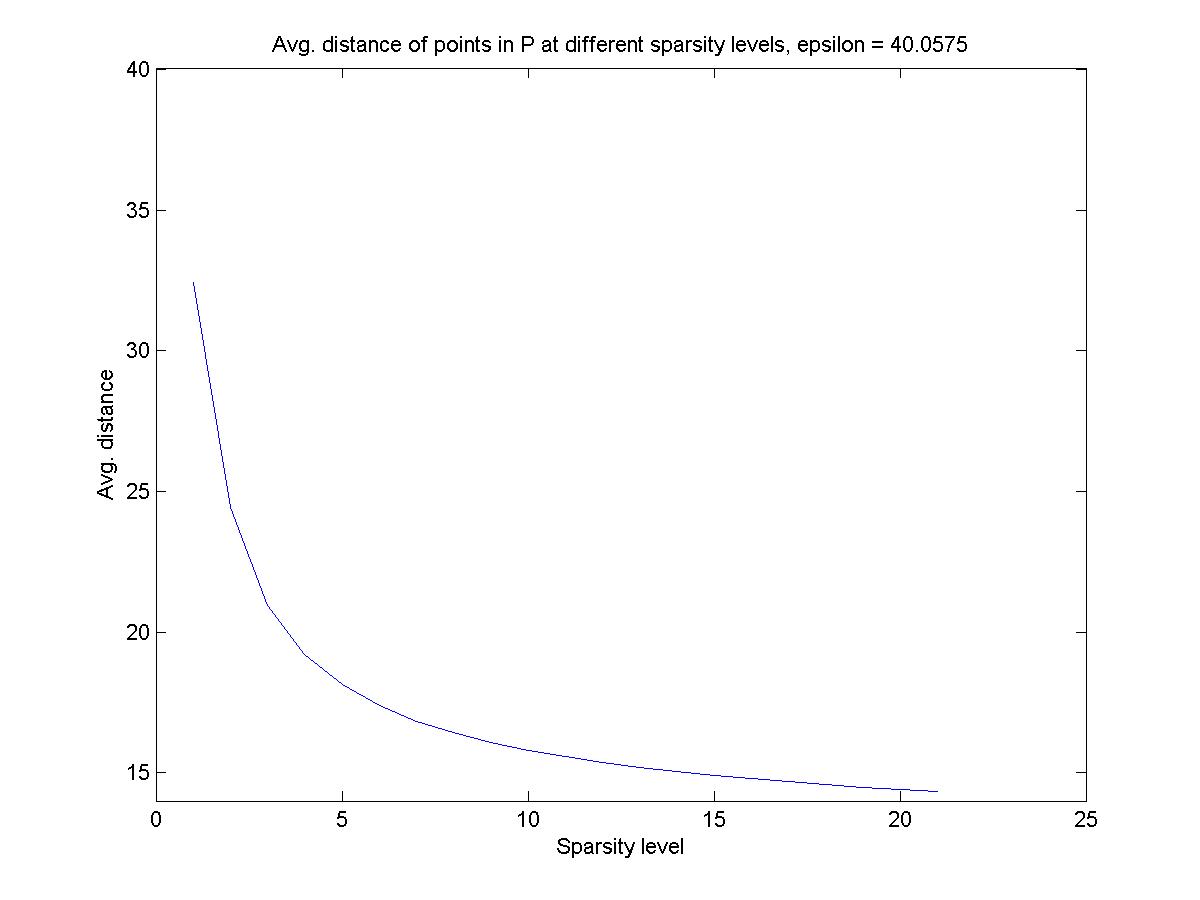 Avg. distance of points in P at different sparsity levels, epsilon = 40.0575
40
35
30
25
20
15
Avg. distance
0 5 10 15 20 25
Sparsity level